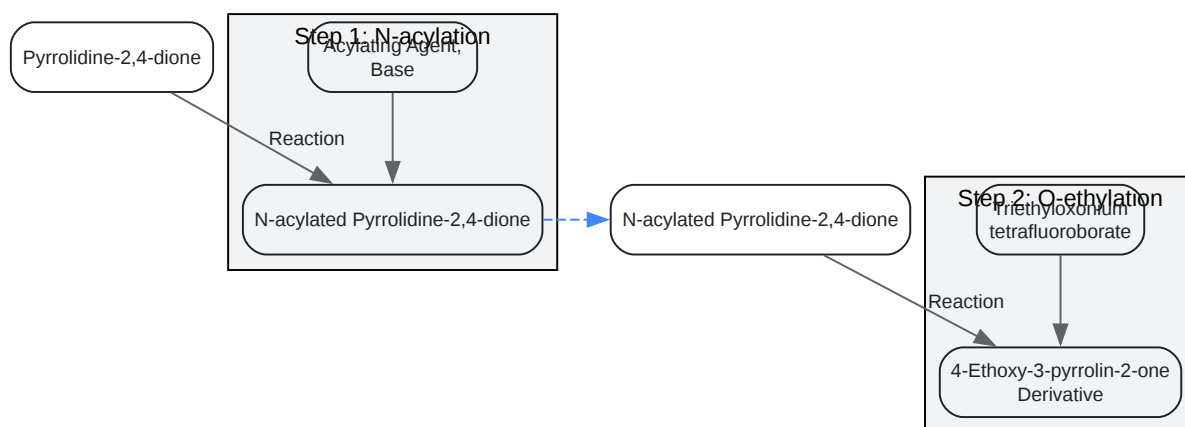 Pyrrolidine-2,4-dione
Step 1: N-acylation
Acylating Agent,
Base
Reaction
N-acylated Pyrrolidine-2,4-dione
N-acylated Pyrrolidine-2,4-dione
Step 2: O-ethylation
Triethyloxonium
tetrafluoroborate
Reaction
4-Ethoxy-3-pyrrolin-2-one
Derivative